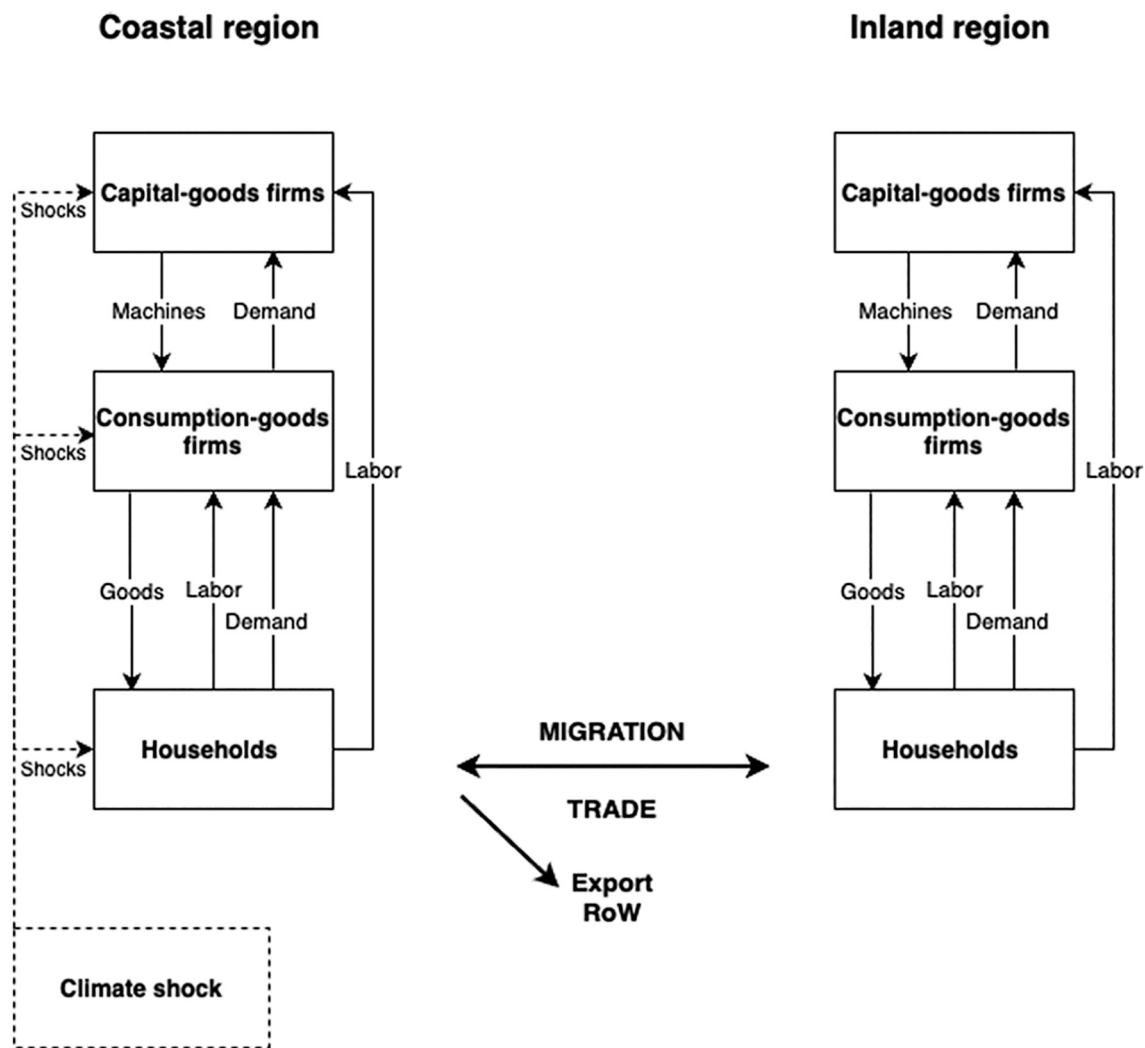 Coastal region
Inland region
Capital-goods firms
Capital-goods firms
Shocks
Machines
Demand
Machines
Demand
Consumption-goods
firms
Consumption-goods
firms
Shocks
Labor
Labor
Goods
Labor
Demand
Goods
Labor
Demand
Households
MIGRATION
Households
Shocks
TRADE
Export
RoW
Climate shock